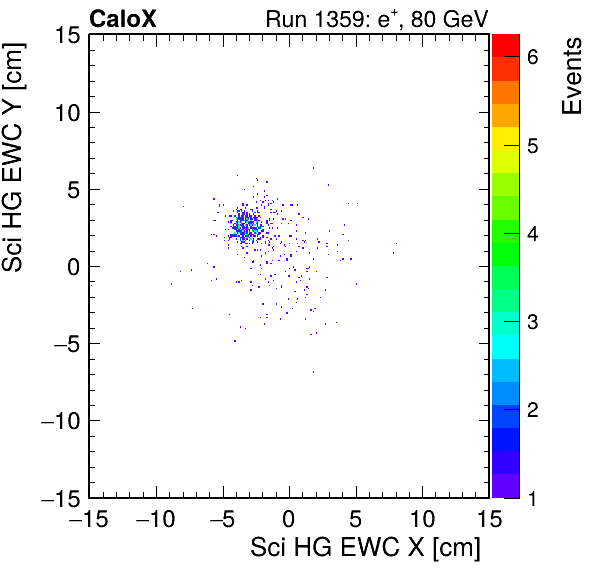 CaloX Run 1359: e⁺, 80 GeV
Sci HG EWC Y [cm]
15
10
5
0
−5
−10
−15
−15 −10 −5 0 5 10 15
Sci HG EWC X [cm]
Events
6
5
4
3
2
1